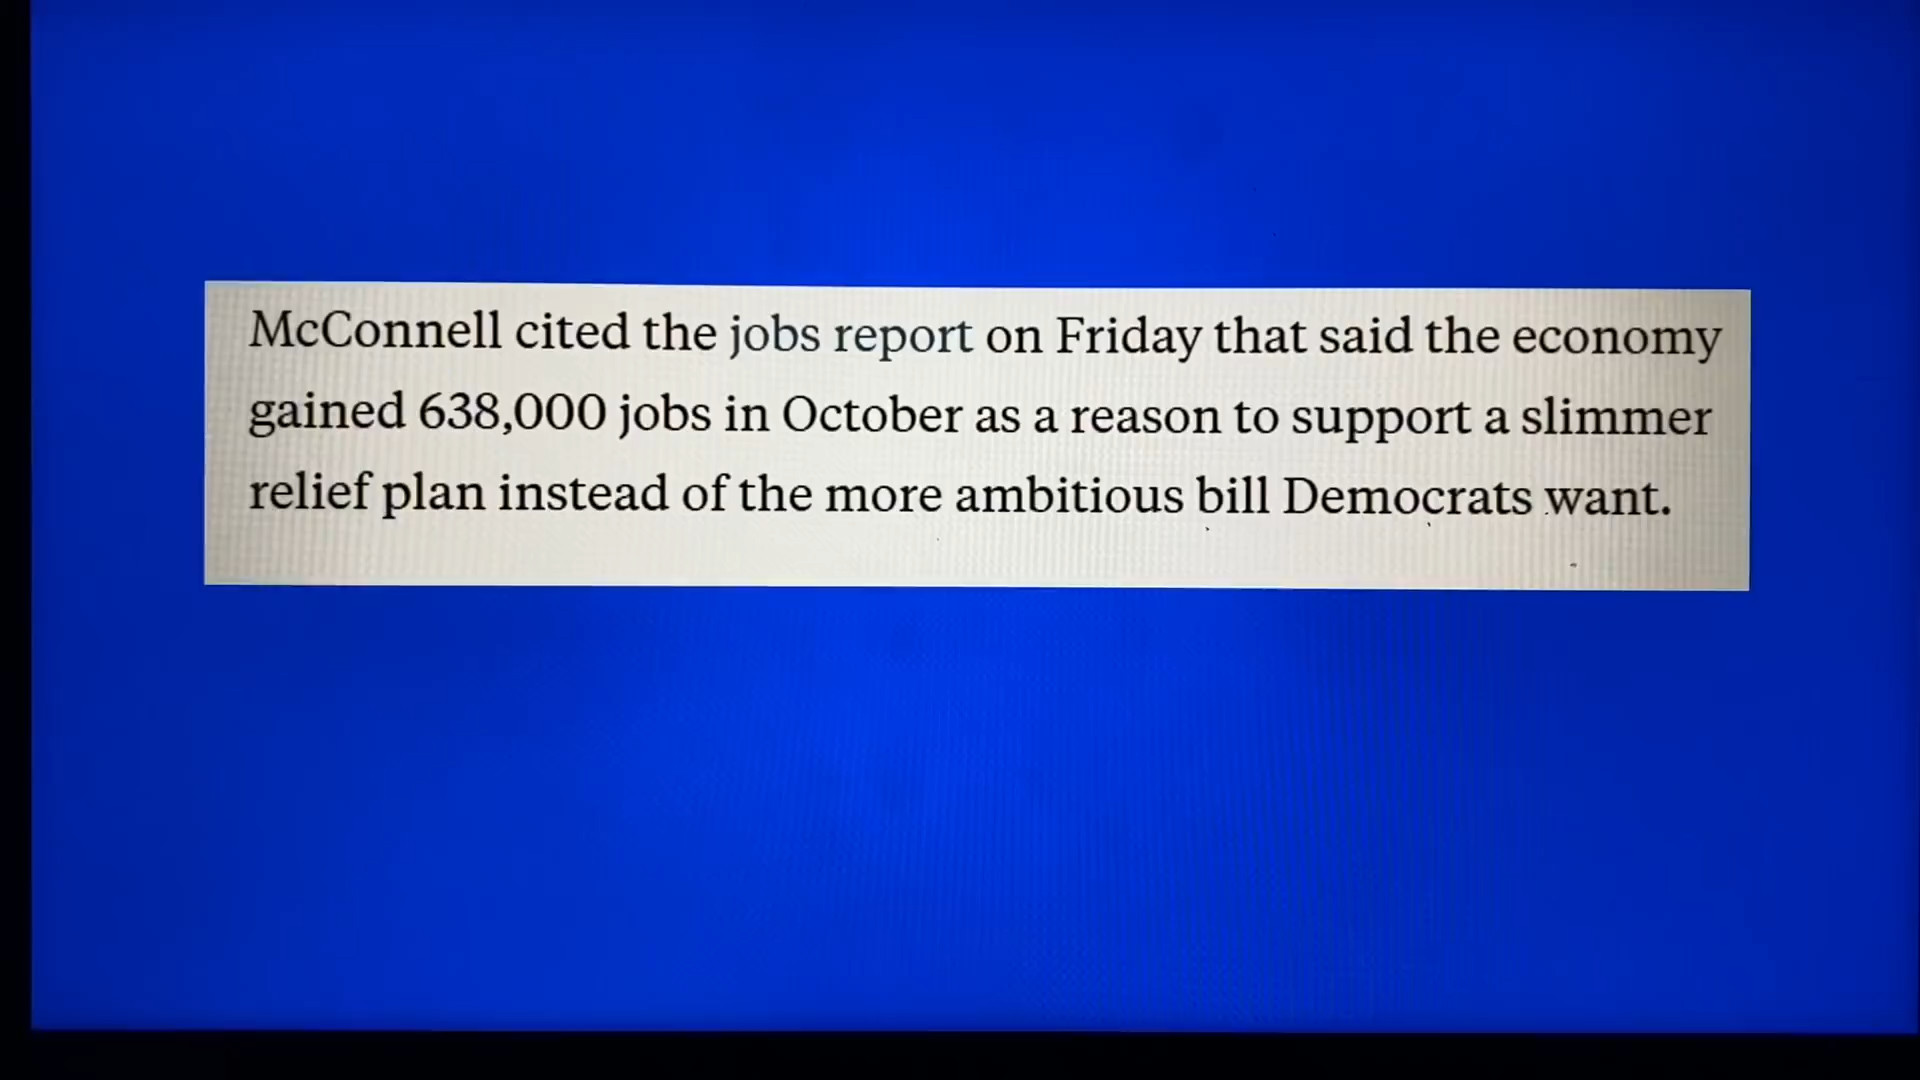 McConnell cited the jobs report on Friday that said the economy
gained 638,000 jobs in October as a reason to support a slimmer
relief plan instead of the more ambitious bill Democrats want.